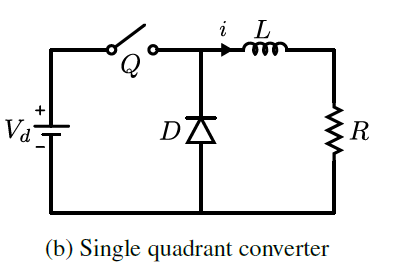 i L
Q
+
V_d
-
D
R
(b) Single quadrant converter